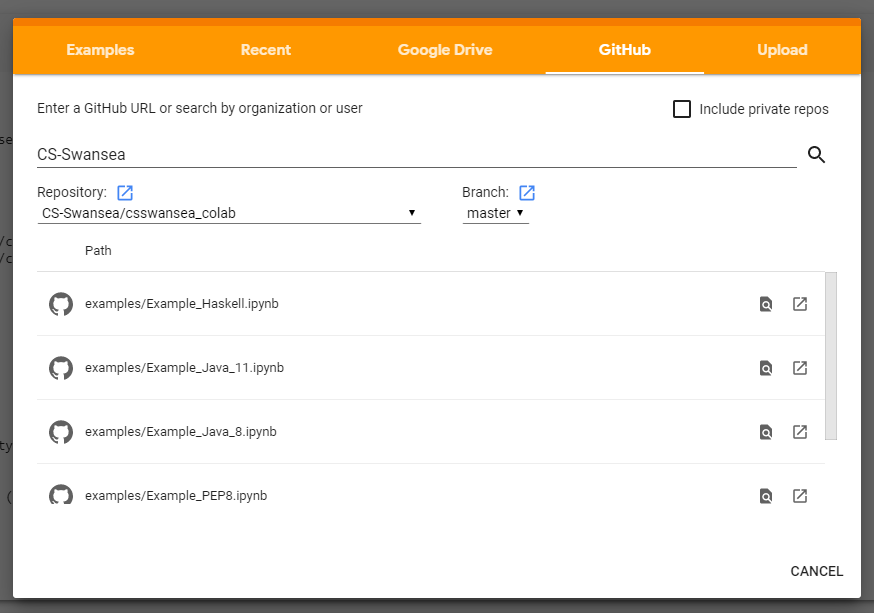 Examples Recent Google Drive GitHub Upload
Enter a GitHub URL or search by organization or user Include private repos
CS-Swansea
Repository: Branch:
CS-Swansea/csswansea_colab master
Path
examples/Example_Haskell.ipynb
examples/Example_Java_11.ipynb
examples/Example_Java_8.ipynb
examples/Example_PEP8.ipynb
CANCEL